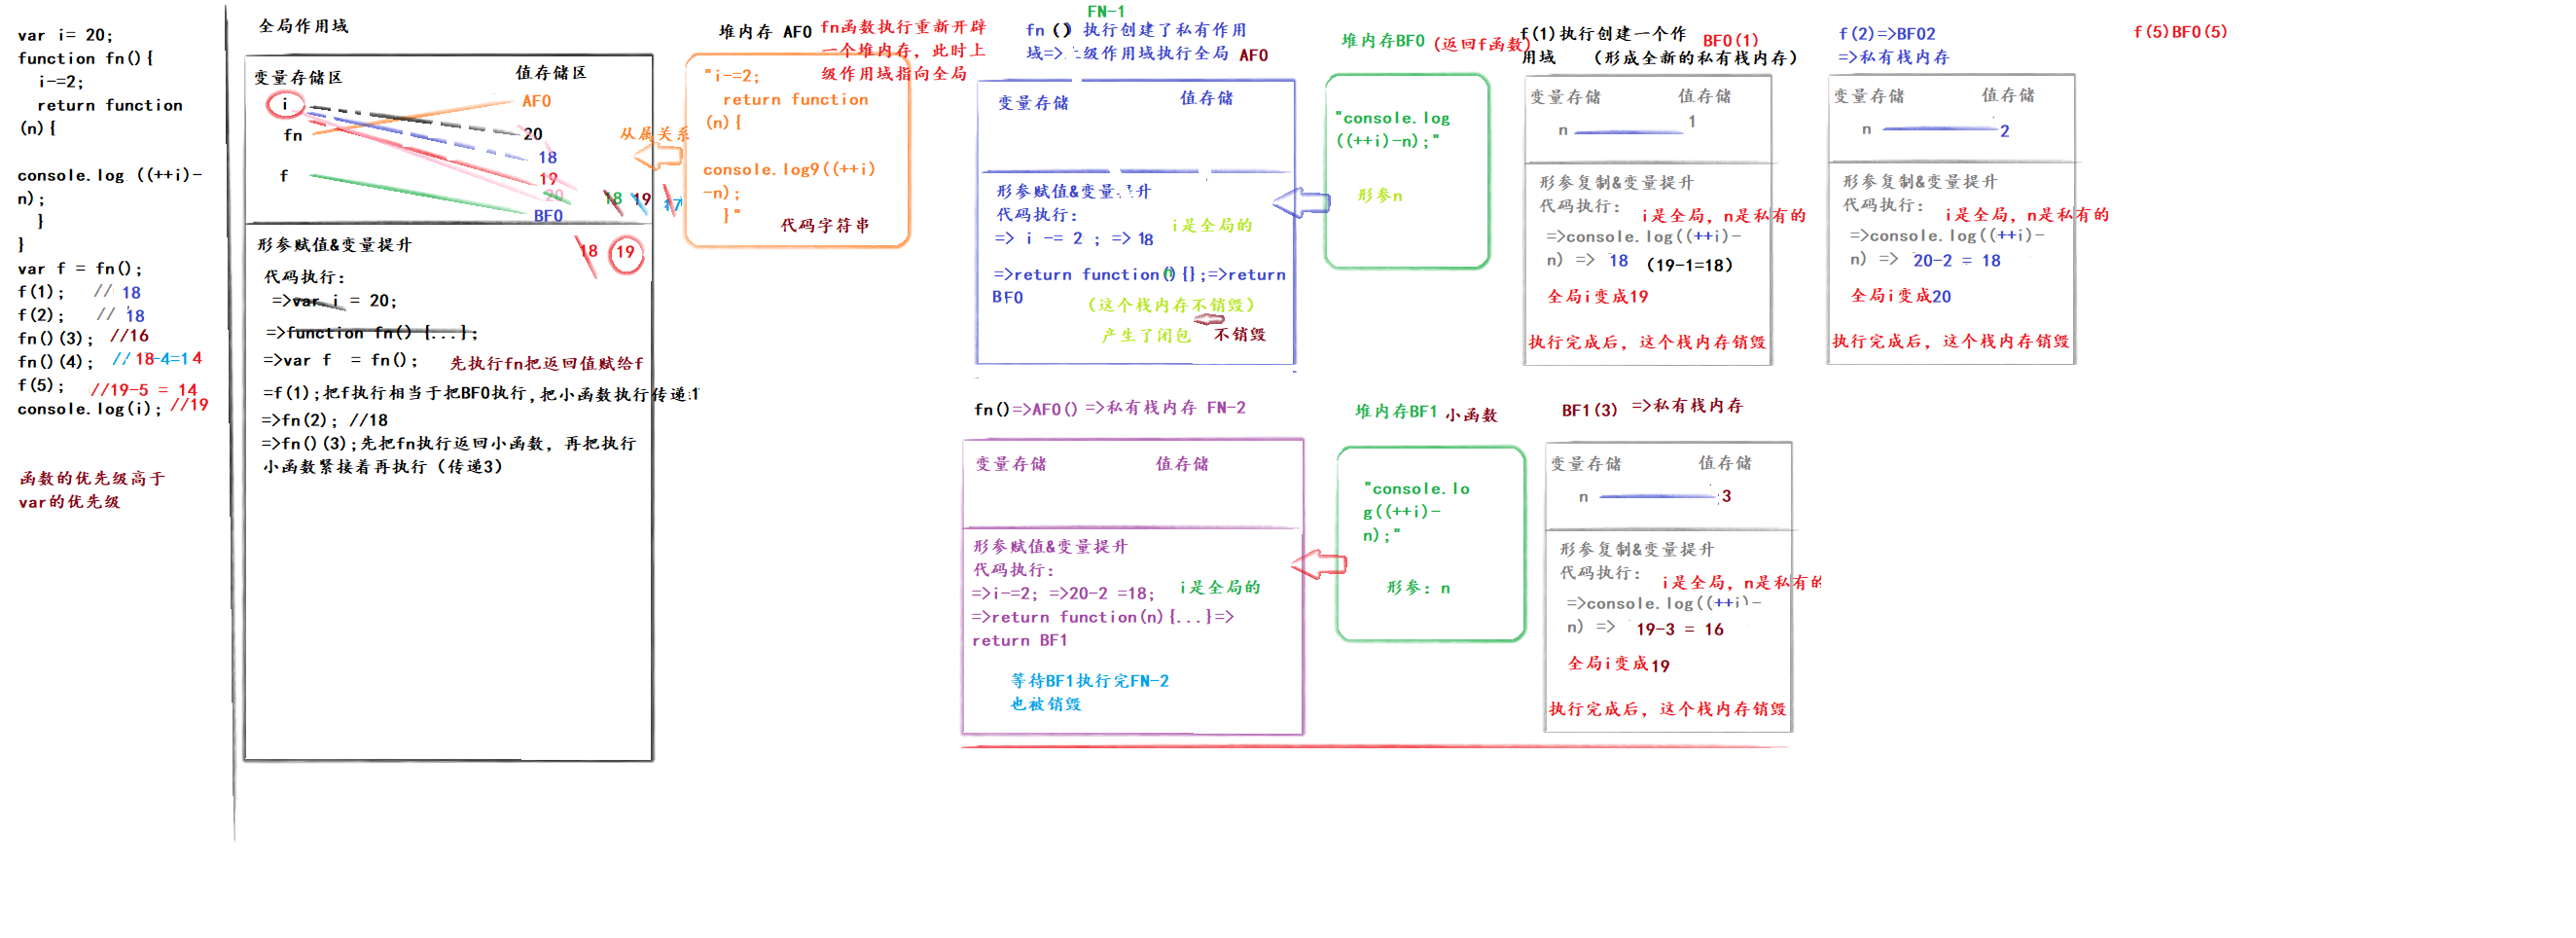 var i= 20;
function fn(){
i-=2;
return function
(n){
console.log ((++i)-
n);
}
}
var f = fn();
f(1); // 18
f(2); // 18
fn()(3); //16
fn()(4); // 18-4=14
f(5); //19-5 = 14
console.log(i); //19
函数的优先级高于
var的优先级
全局作用域
变量存储区 值存储区
i AF0
fn 20
18
f 19
20
BF0
18 19 17
从属关系
形参赋值&变量提升
18 19
代码执行：
=>var i = 20;
=>function fn() {...};
=>var f = fn(); 先执行fn把返回值赋给f
=f(1);把f执行相当于把BF0执行,把小函数执行传递:1
=>fn(2); //18
=>fn()(3);先把fn执行返回小函数，再把执行
小函数紧接着再执行（传递3）
堆内存 AF0
fn函数执行重新开辟
一个堆内存，此时上
级作用域指向全局
"i-=2;
return function
(n){
console.log9((++i)
-n);
}"
代码字符串
FN-1
fn () 执行创建了私有作用
域=>上级作用域执行全局 AF0
变量存储 值存储
形参赋值&变量提升
代码执行：
i是全局的
=> i -= 2 ; => 18
=>return function(n){};=>return
BF0
（这个栈内存不销毁）
产生了闭包 不销毁
堆内存BF0 (返回f函数)
"console.log
((++i)-n);"
形参n
f(1)执行创建一个作 BF0(1)
用域 （形成全新的私有栈内存）
变量存储 值存储
n 1
形参复制&变量提升
代码执行：
i是全局，n是私有的
=>console.log((++i)-
n) => 18 (19-1=18)
全局i变成19
执行完成后，这个栈内存销毁
f(2)=>BF02
=>私有栈内存
变量存储 值存储
n 2
形参复制&变量提升
代码执行：
i是全局，n是私有的
=>console.log((++i)-
n) => 20-2 = 18
全局i变成20
执行完成后，这个栈内存销毁
f(5)BF0(5)
fn()=>AF0() =>私有栈内存 FN-2
变量存储 值存储
形参赋值&变量提升
代码执行：
i是全局的
=>i-=2; =>20-2 =18;
=>return function(n){...}=>
return BF1
等待BF1执行完FN-2
也被销毁
堆内存BF1 小函数
"console.lo
g((++i)-
n);"
形参：n
BF1(3) =>私有栈内存
变量存储 值存储
n 3
形参复制&变量提升
代码执行：
i是全局，n是私有的
=>console.log((++i)-
n) => 19-3 = 16
全局i变成19
执行完成后，这个栈内存销毁